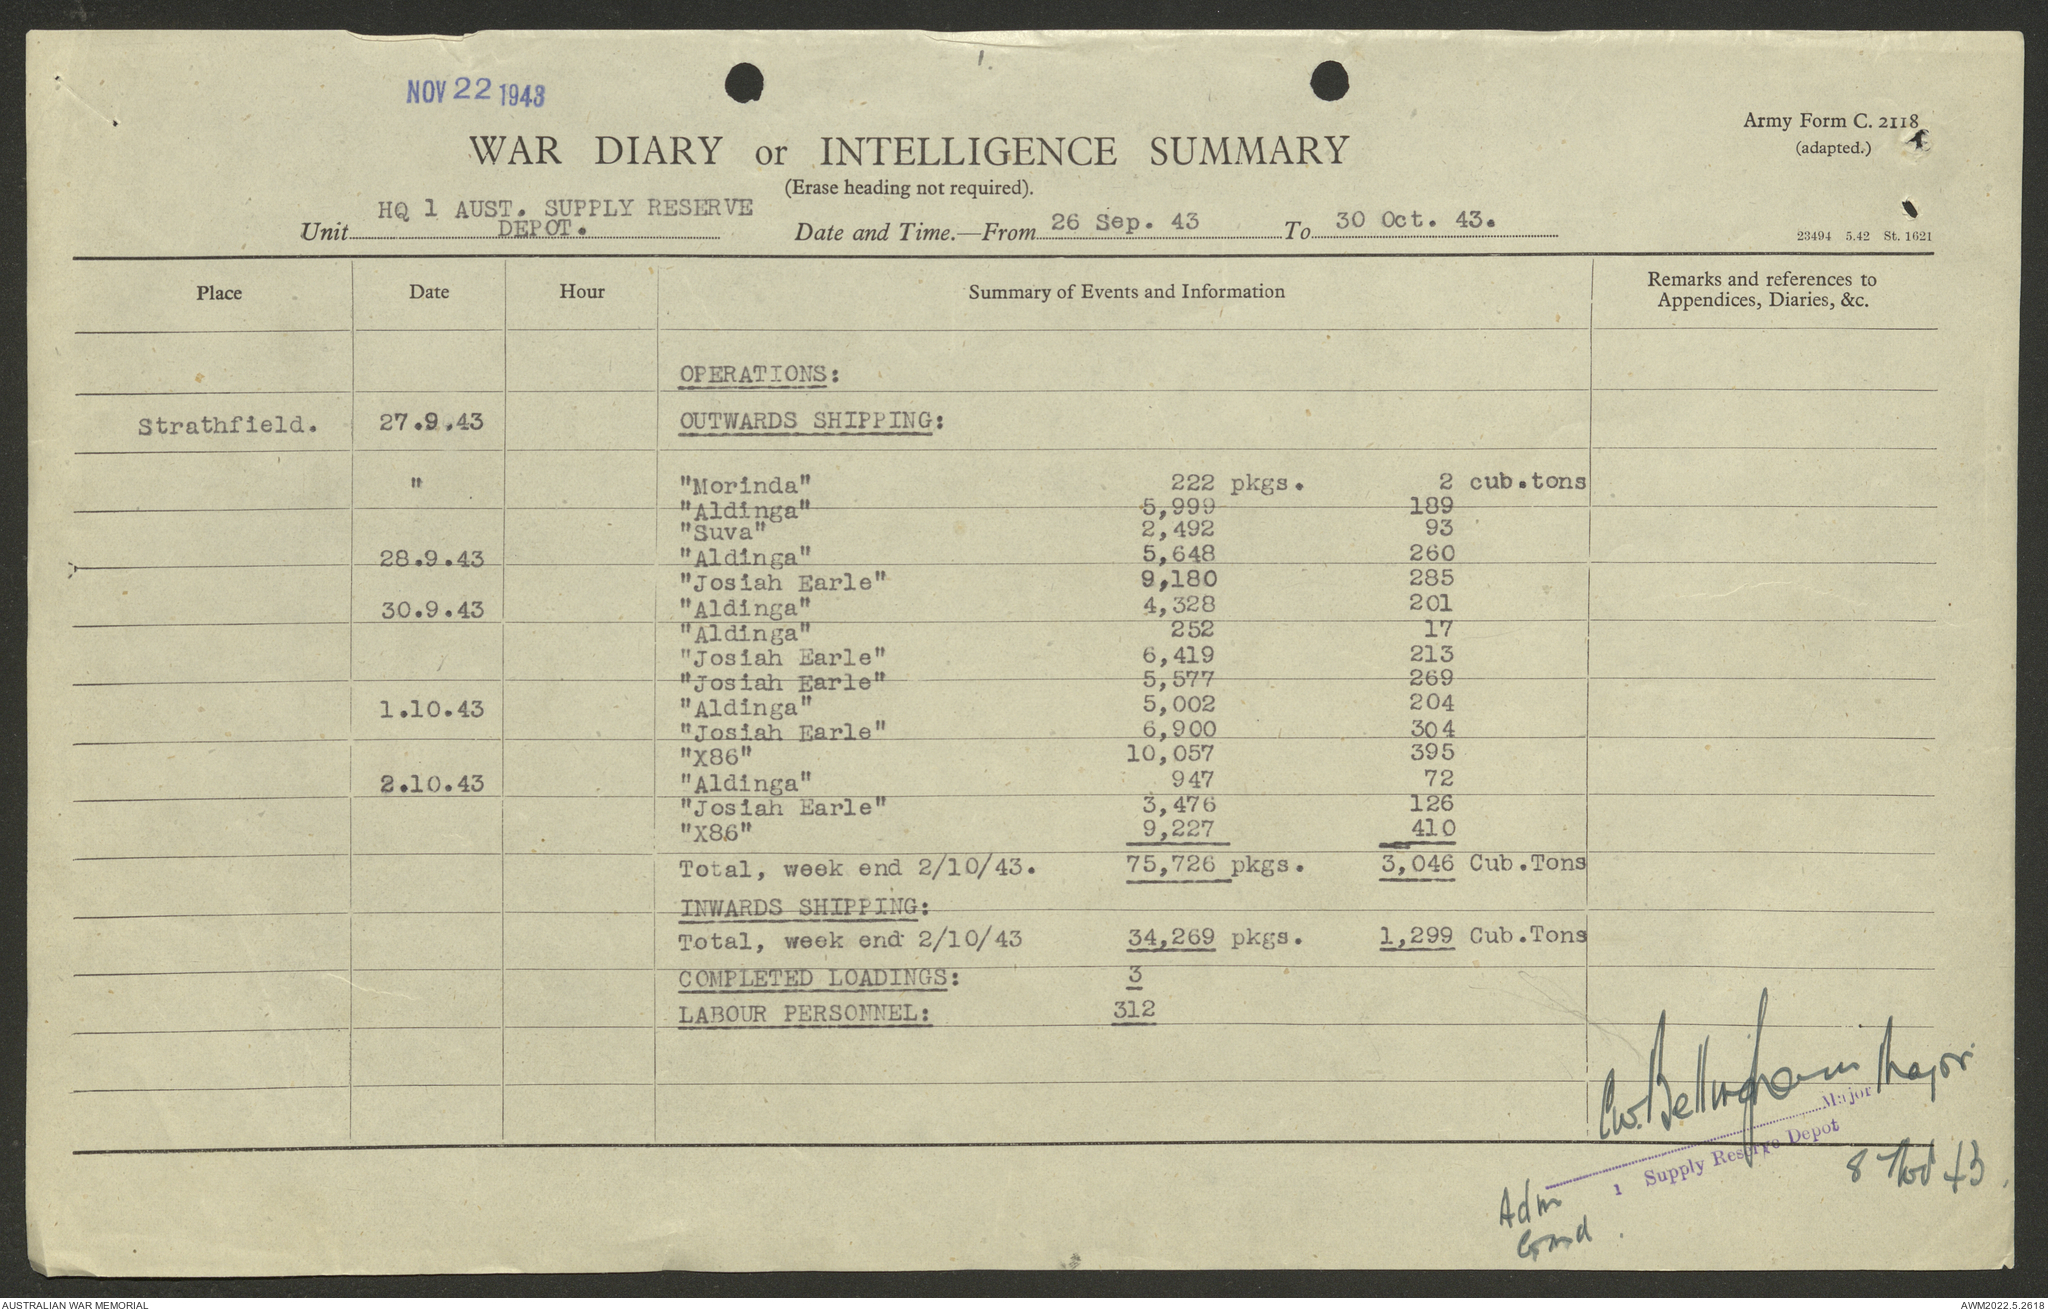 1.
NOV 22 1943
Army Form C. 2118
(adapted.)
WAR DIARY or INTELLIGENCE SUMMARY
(Erase heading not required).
Unit HQ 1 AUST. SUPPLY RESERVE DEPOT. Date and Time.—From 26 Sep. 43 To 30 Oct. 43.
23494 5.42 St. 1621
Place Date Hour Summary of Events and Information Remarks and references to Appendices, Diaries, &c.
OPERATIONS:
Strathfield. 27.9.43 OUTWARDS SHIPPING:
" "Morinda" 222 pkgs. 2 cub.tons
"Aldinga" 5,999 189
"Suva" 2,492 93
28.9.43 "Aldinga" 5,648 260
"Josiah Earle" 9,180 285
30.9.43 "Aldinga" 4,328 201
"Aldinga" 252 17
"Josiah Earle" 6,419 213
"Josiah Earle" 5,577 269
1.10.43 "Aldinga" 5,002 204
"Josiah Earle" 6,900 304
"X86" 10,057 395
2.10.43 "Aldinga" 947 72
"Josiah Earle" 3,476 126
"X86" 9,227 410
Total, week end 2/10/43. 75,726 pkgs. 3,046 Cub.Tons
INWARDS SHIPPING:
Total, week end 2/10/43 34,269 pkgs. 1,299 Cub.Tons
COMPLETED LOADINGS: 3
LABOUR PERSONNEL: 312
C.W. Bellingham Major
Major
1 Supply Reserve Depot
8 Nov 43.
Adm
Comd.
AUSTRALIAN WAR MEMORIAL
AWM2022.5.2618